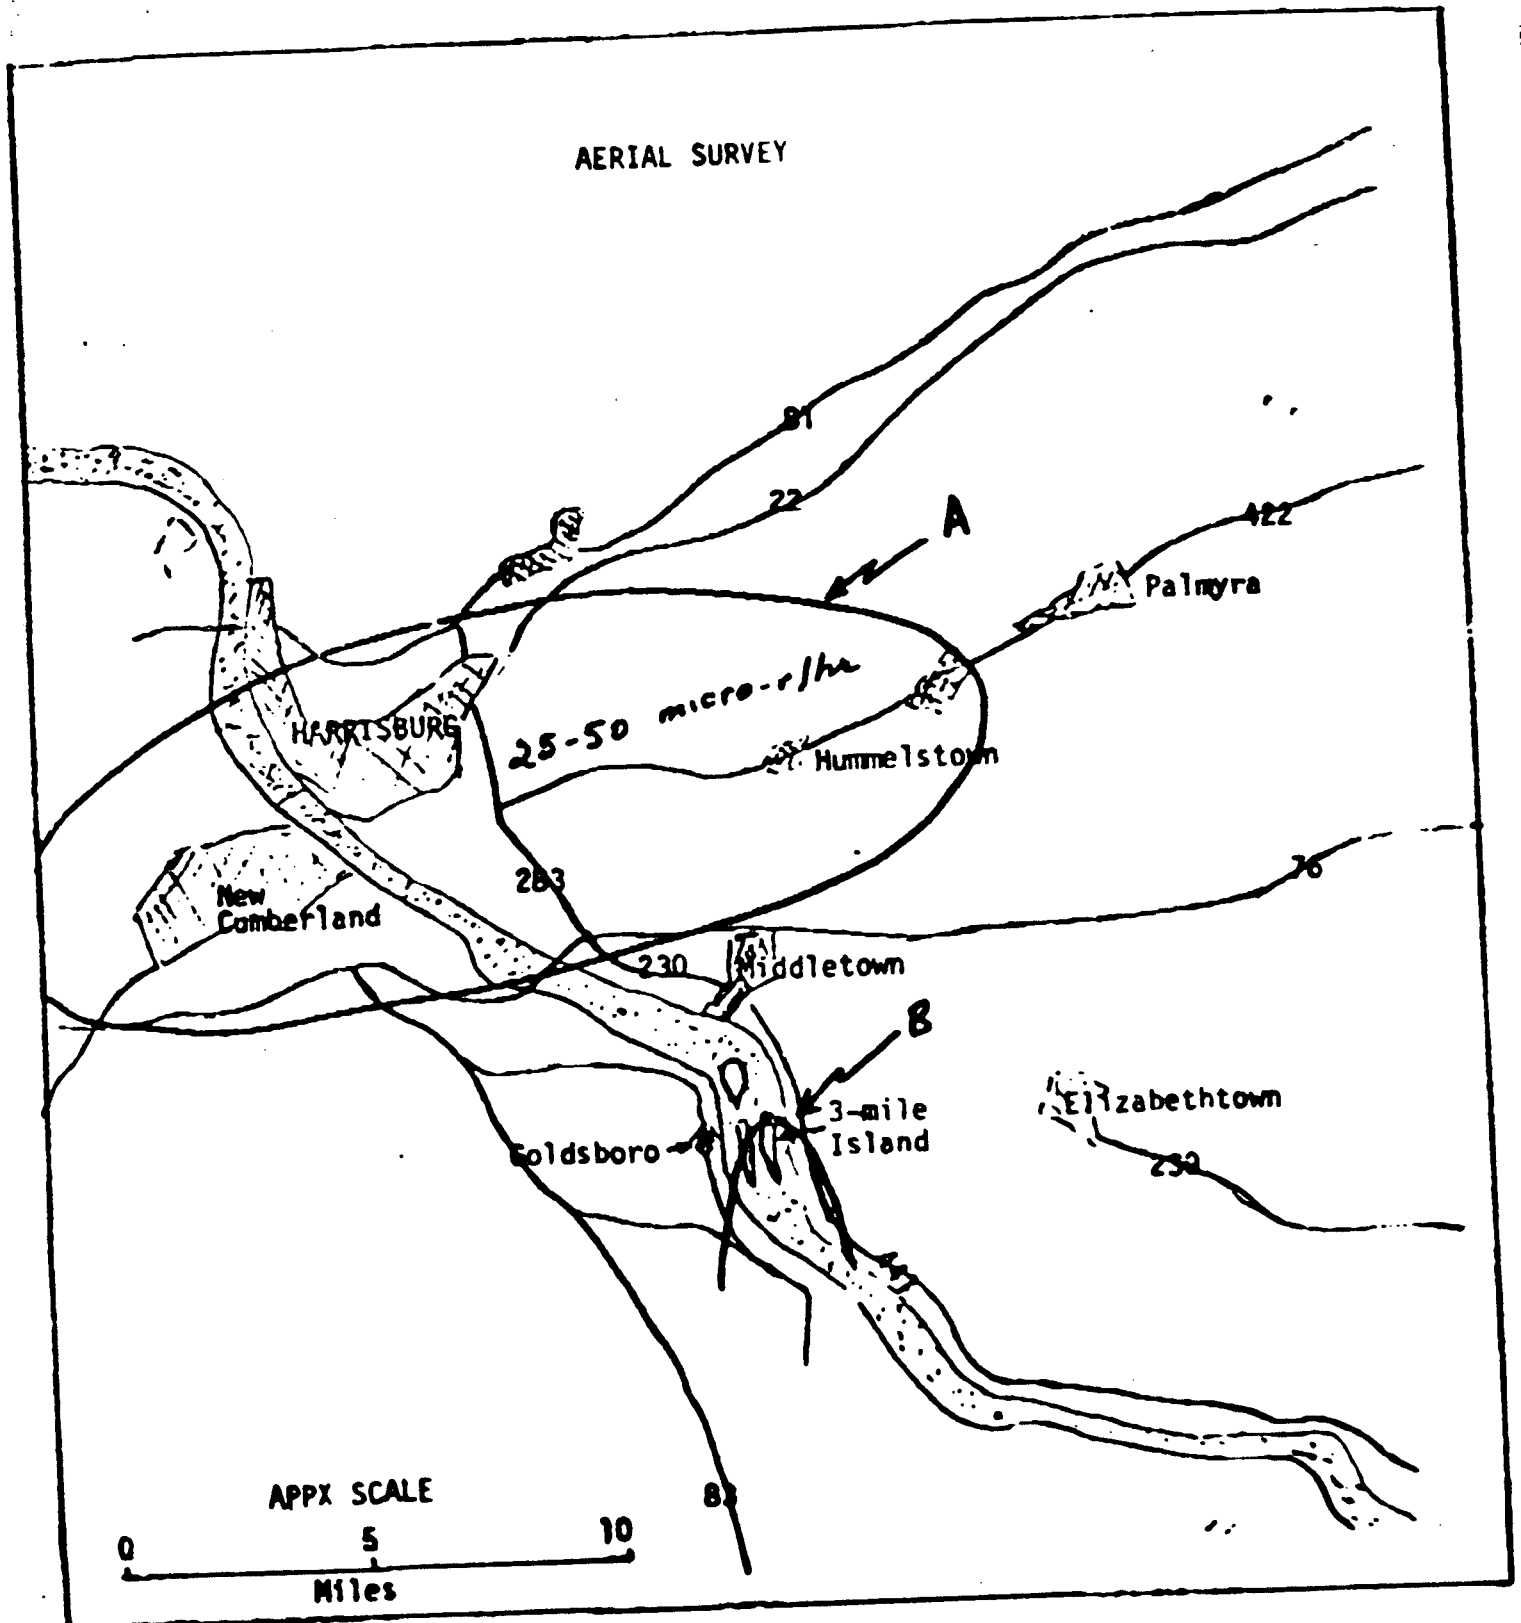 AERIAL SURVEY
81
22
A
422
Palmyra
25-50 micro-r/hr
HARRISBURG
Hummelstown
283
76
New
Cumberland
230
Middletown
B
3-mile
Island
Goldsboro
Elizabethtown
230
APPX SCALE
83
0 5 10
Miles